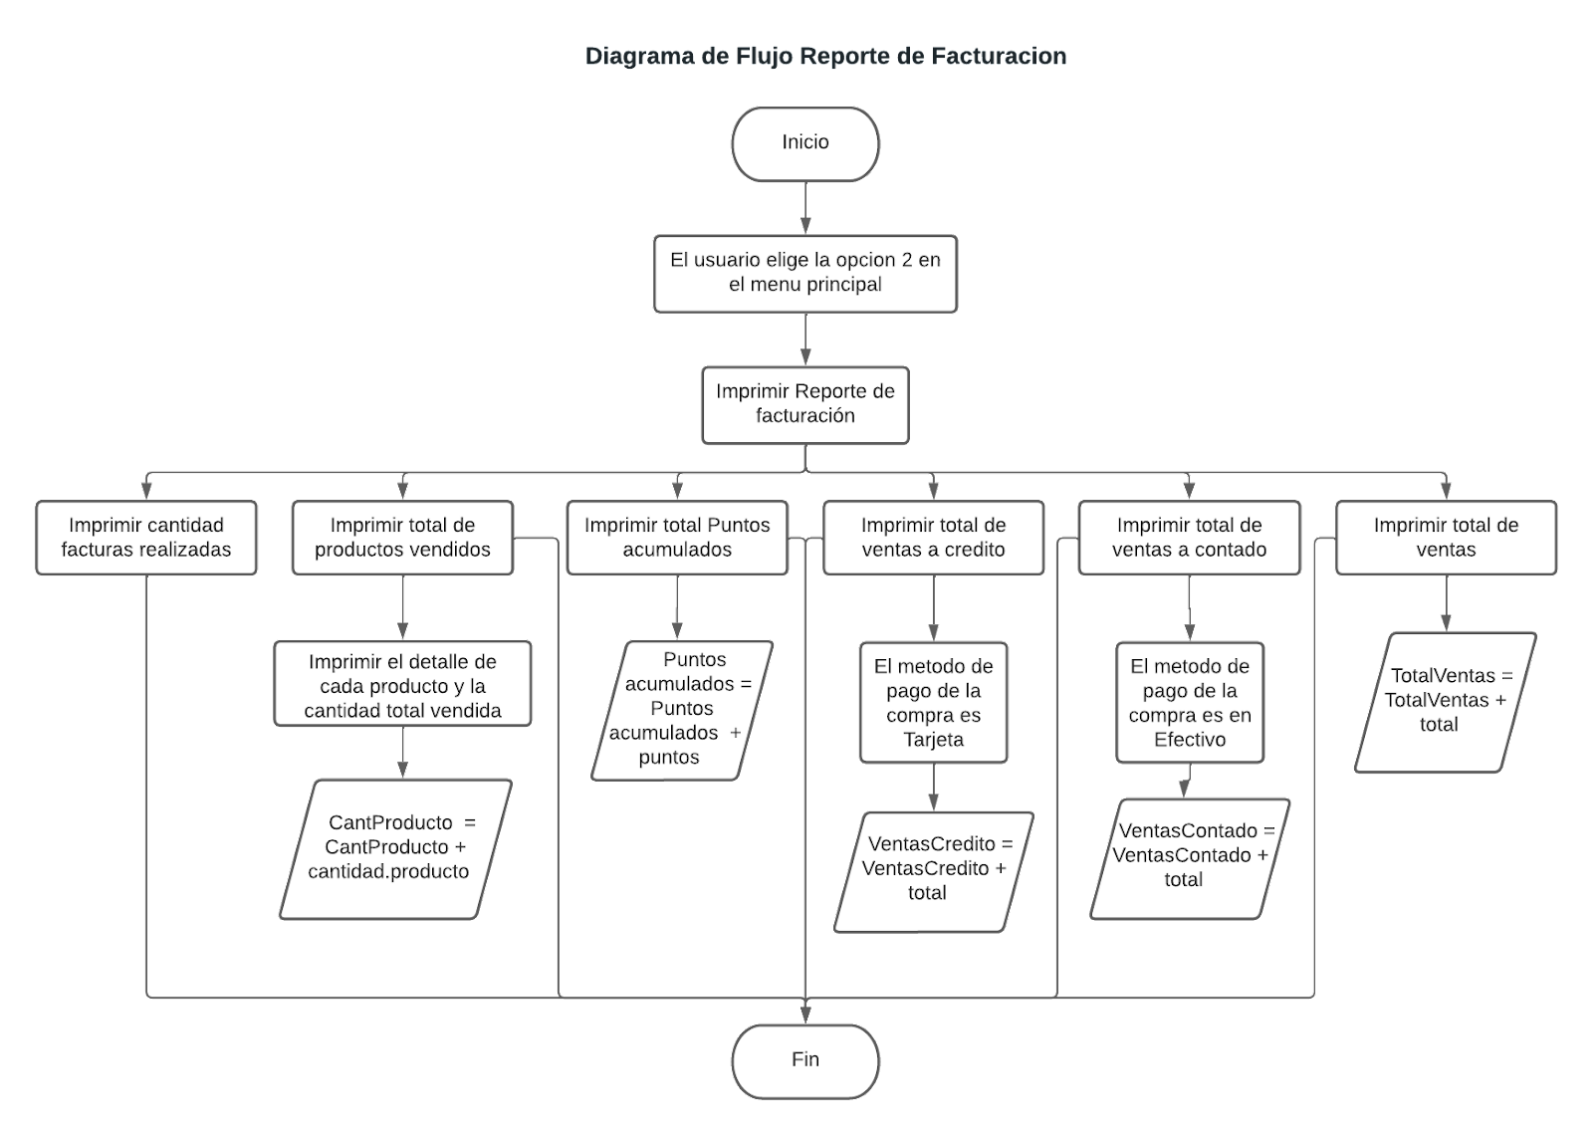 Diagrama de Flujo Reporte de Facturacion
Inicio
El usuario elige la opcion 2 en
el menu principal
Imprimir Reporte de
facturación
Imprimir cantidad
facturas realizadas
Imprimir total de
productos vendidos
Imprimir total Puntos
acumulados
Imprimir total de
ventas a credito
Imprimir total de
ventas a contado
Imprimir total de
ventas
Imprimir el detalle de
cada producto y la
cantidad total vendida
Puntos
acumulados =
Puntos
acumulados +
puntos
El metodo de
pago de la
compra es
Tarjeta
El metodo de
pago de la
compra es en
Efectivo
TotalVentas =
TotalVentas +
total
CantProducto =
CantProducto +
cantidad.producto
VentasCredito =
VentasCredito +
total
VentasContado =
VentasContado +
total
Fin